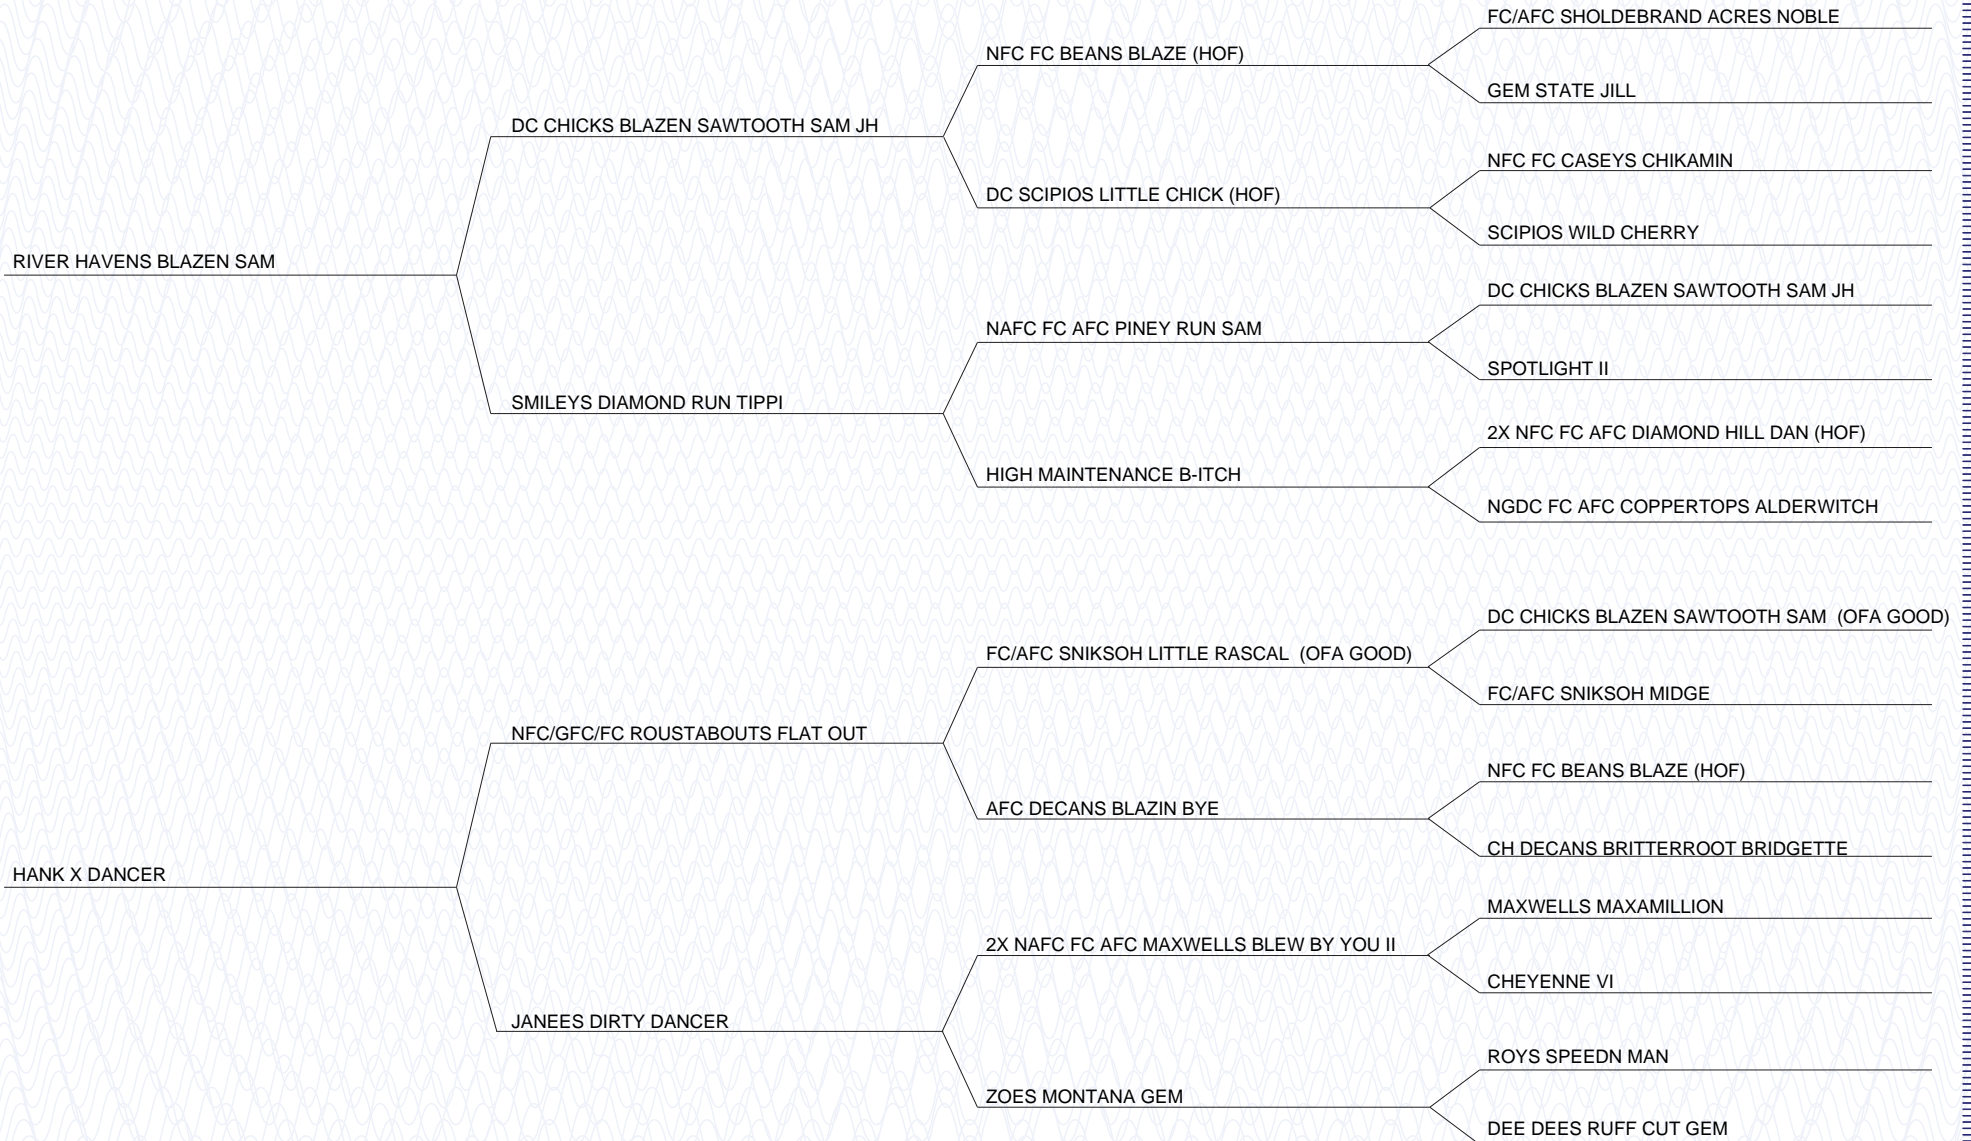 FC/AFC SHOLDEBRAND ACRES NOBLE
NFC FC BEANS BLAZE (HOF)
GEM STATE JILL
DC CHICKS BLAZEN SAWTOOTH SAM JH
NFC FC CASEYS CHIKAMIN
DC SCIPIOS LITTLE CHICK (HOF)
SCIPIOS WILD CHERRY
RIVER HAVENS BLAZEN SAM
DC CHICKS BLAZEN SAWTOOTH SAM JH
NAFC FC AFC PINEY RUN SAM
SPOTLIGHT II
SMILEYS DIAMOND RUN TIPPI
2X NFC FC AFC DIAMOND HILL DAN (HOF)
HIGH MAINTENANCE B-ITCH
NGDC FC AFC COPPERTOPS ALDERWITCH
DC CHICKS BLAZEN SAWTOOTH SAM  (OFA GOOD)
FC/AFC SNIKSOH LITTLE RASCAL  (OFA GOOD)
FC/AFC SNIKSOH MIDGE
NFC/GFC/FC ROUSTABOUTS FLAT OUT
NFC FC BEANS BLAZE (HOF)
AFC DECANS BLAZIN BYE
CH DECANS BRITTERROOT BRIDGETTE
HANK X DANCER
MAXWELLS MAXAMILLION
2X NAFC FC AFC MAXWELLS BLEW BY YOU II
CHEYENNE VI
JANEES DIRTY DANCER
ROYS SPEEDN MAN
ZOES MONTANA GEM
DEE DEES RUFF CUT GEM